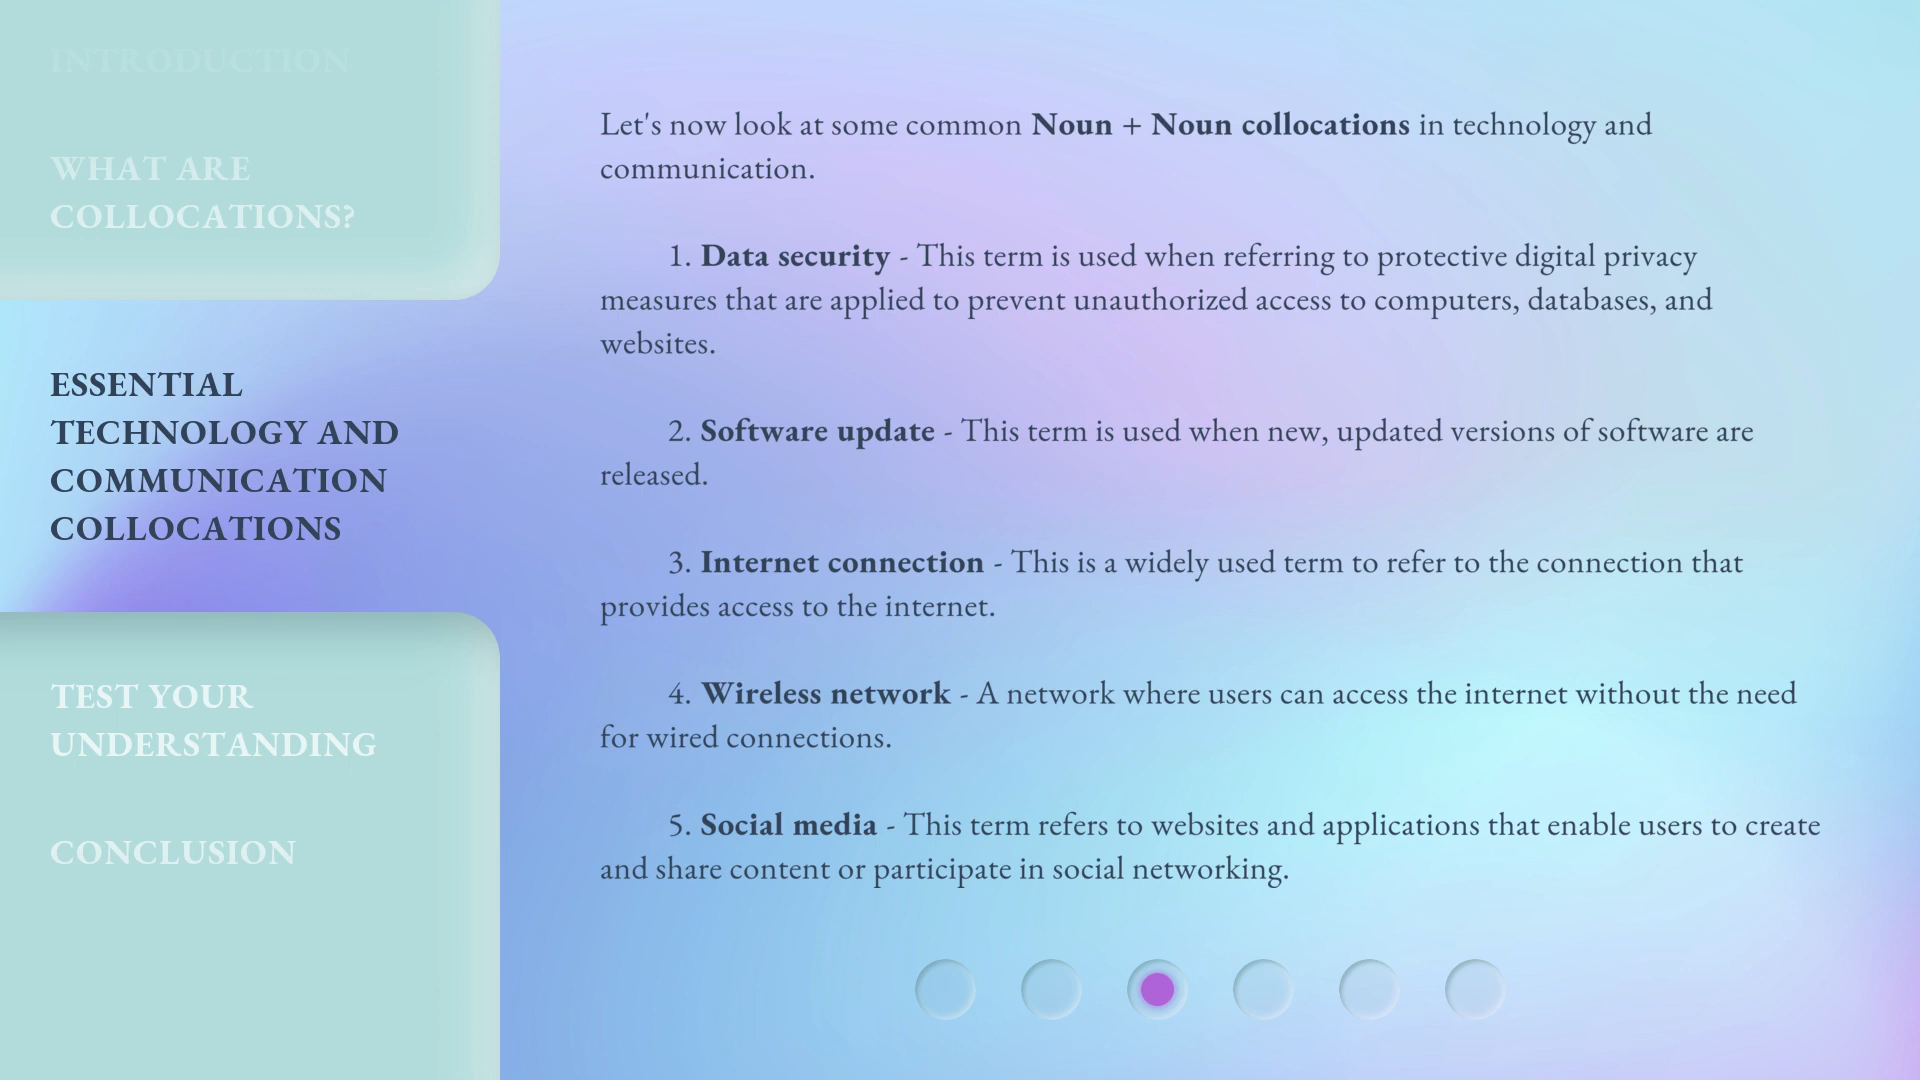 INTRODUCTION
WHAT ARE
COLLOCATIONS?
ESSENTIAL
TECHNOLOGY AND
COMMUNICATION
COLLOCATIONS
TEST YOUR
UNDERSTANDING
CONCLUSION
Let's now look at some common Noun + Noun collocations in technology and
communication.
1. Data security - This term is used when referring to protective digital privacy
measures that are applied to prevent unauthorized access to computers, databases, and
websites.
2. Software update - This term is used when new, updated versions of software are
released.
3. Internet connection - This is a widely used term to refer to the connection that
provides access to the internet.
4. Wireless network - A network where users can access the internet without the need
for wired connections.
5. Social media - This term refers to websites and applications that enable users to create
and share content or participate in social networking.